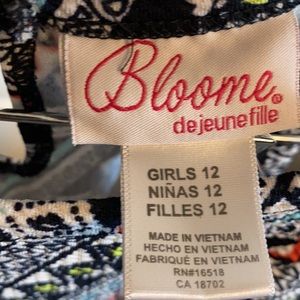 Bloome®
de jeune fille
GIRLS 12
NIÑAS 12
FILLES 12
MADE IN VIETNAM
HECHO EN VIETNAM
FABRIQUÉ EN VIETNAM
RN#16518
CA 18702